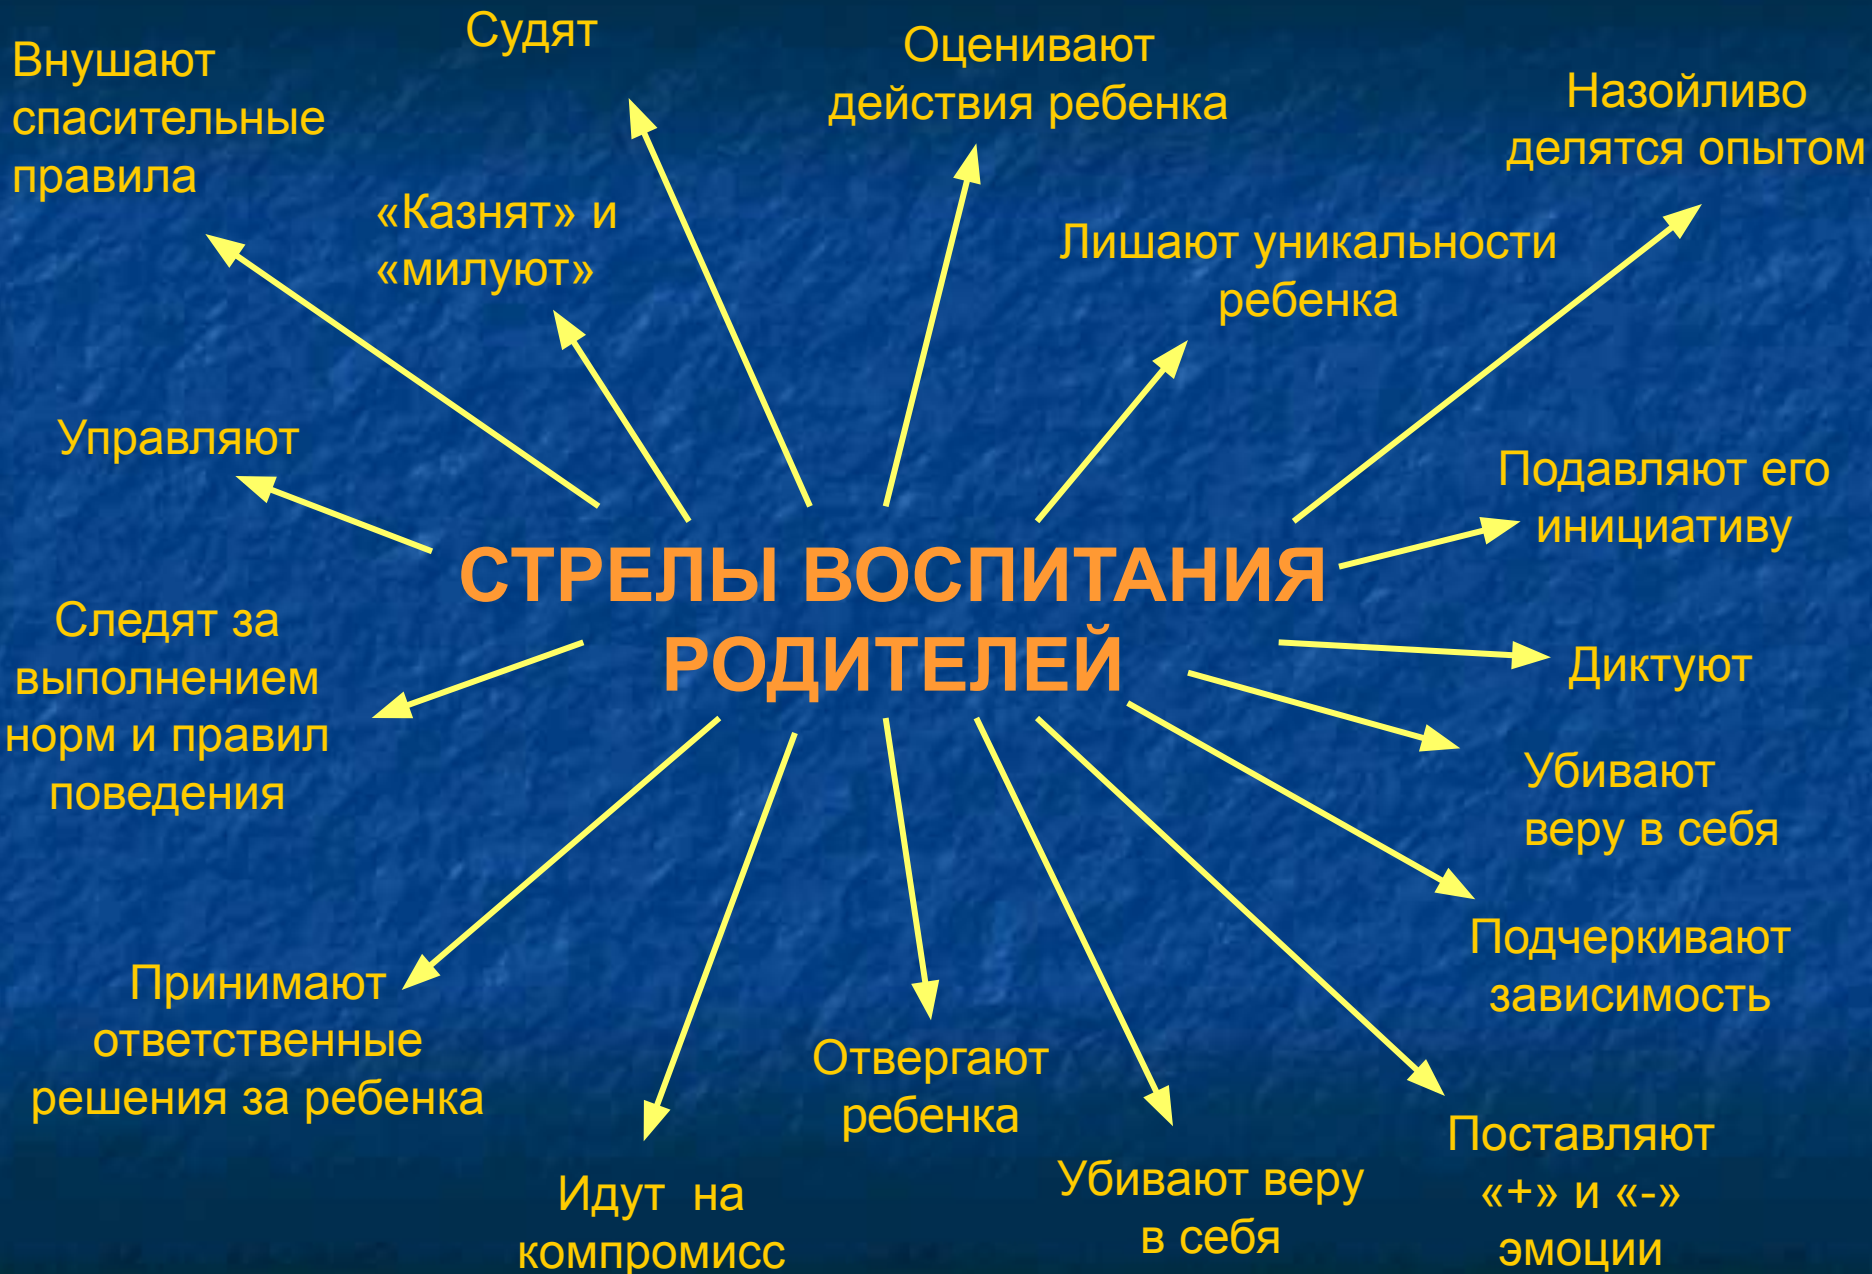 Судят
Внушают
спасительные
правила
Оценивают
действия ребенка
Назойливо
делятся опытом
«Казнят» и
«милуют»
Лишают уникальности
ребенка
Управляют
Подавляют его
инициативу
СТРЕЛЫ ВОСПИТАНИЯ
РОДИТЕЛЕЙ
Следят за
выполнением
норм и правил
поведения
Диктуют
Убивают
веру в себя
Подчеркивают
зависимость
Принимают
ответственные
решения за ребенка
Отвергают
ребенка
Идут на
компромисс
Убивают веру
в себя
Поставляют
«+» и «-»
эмоции